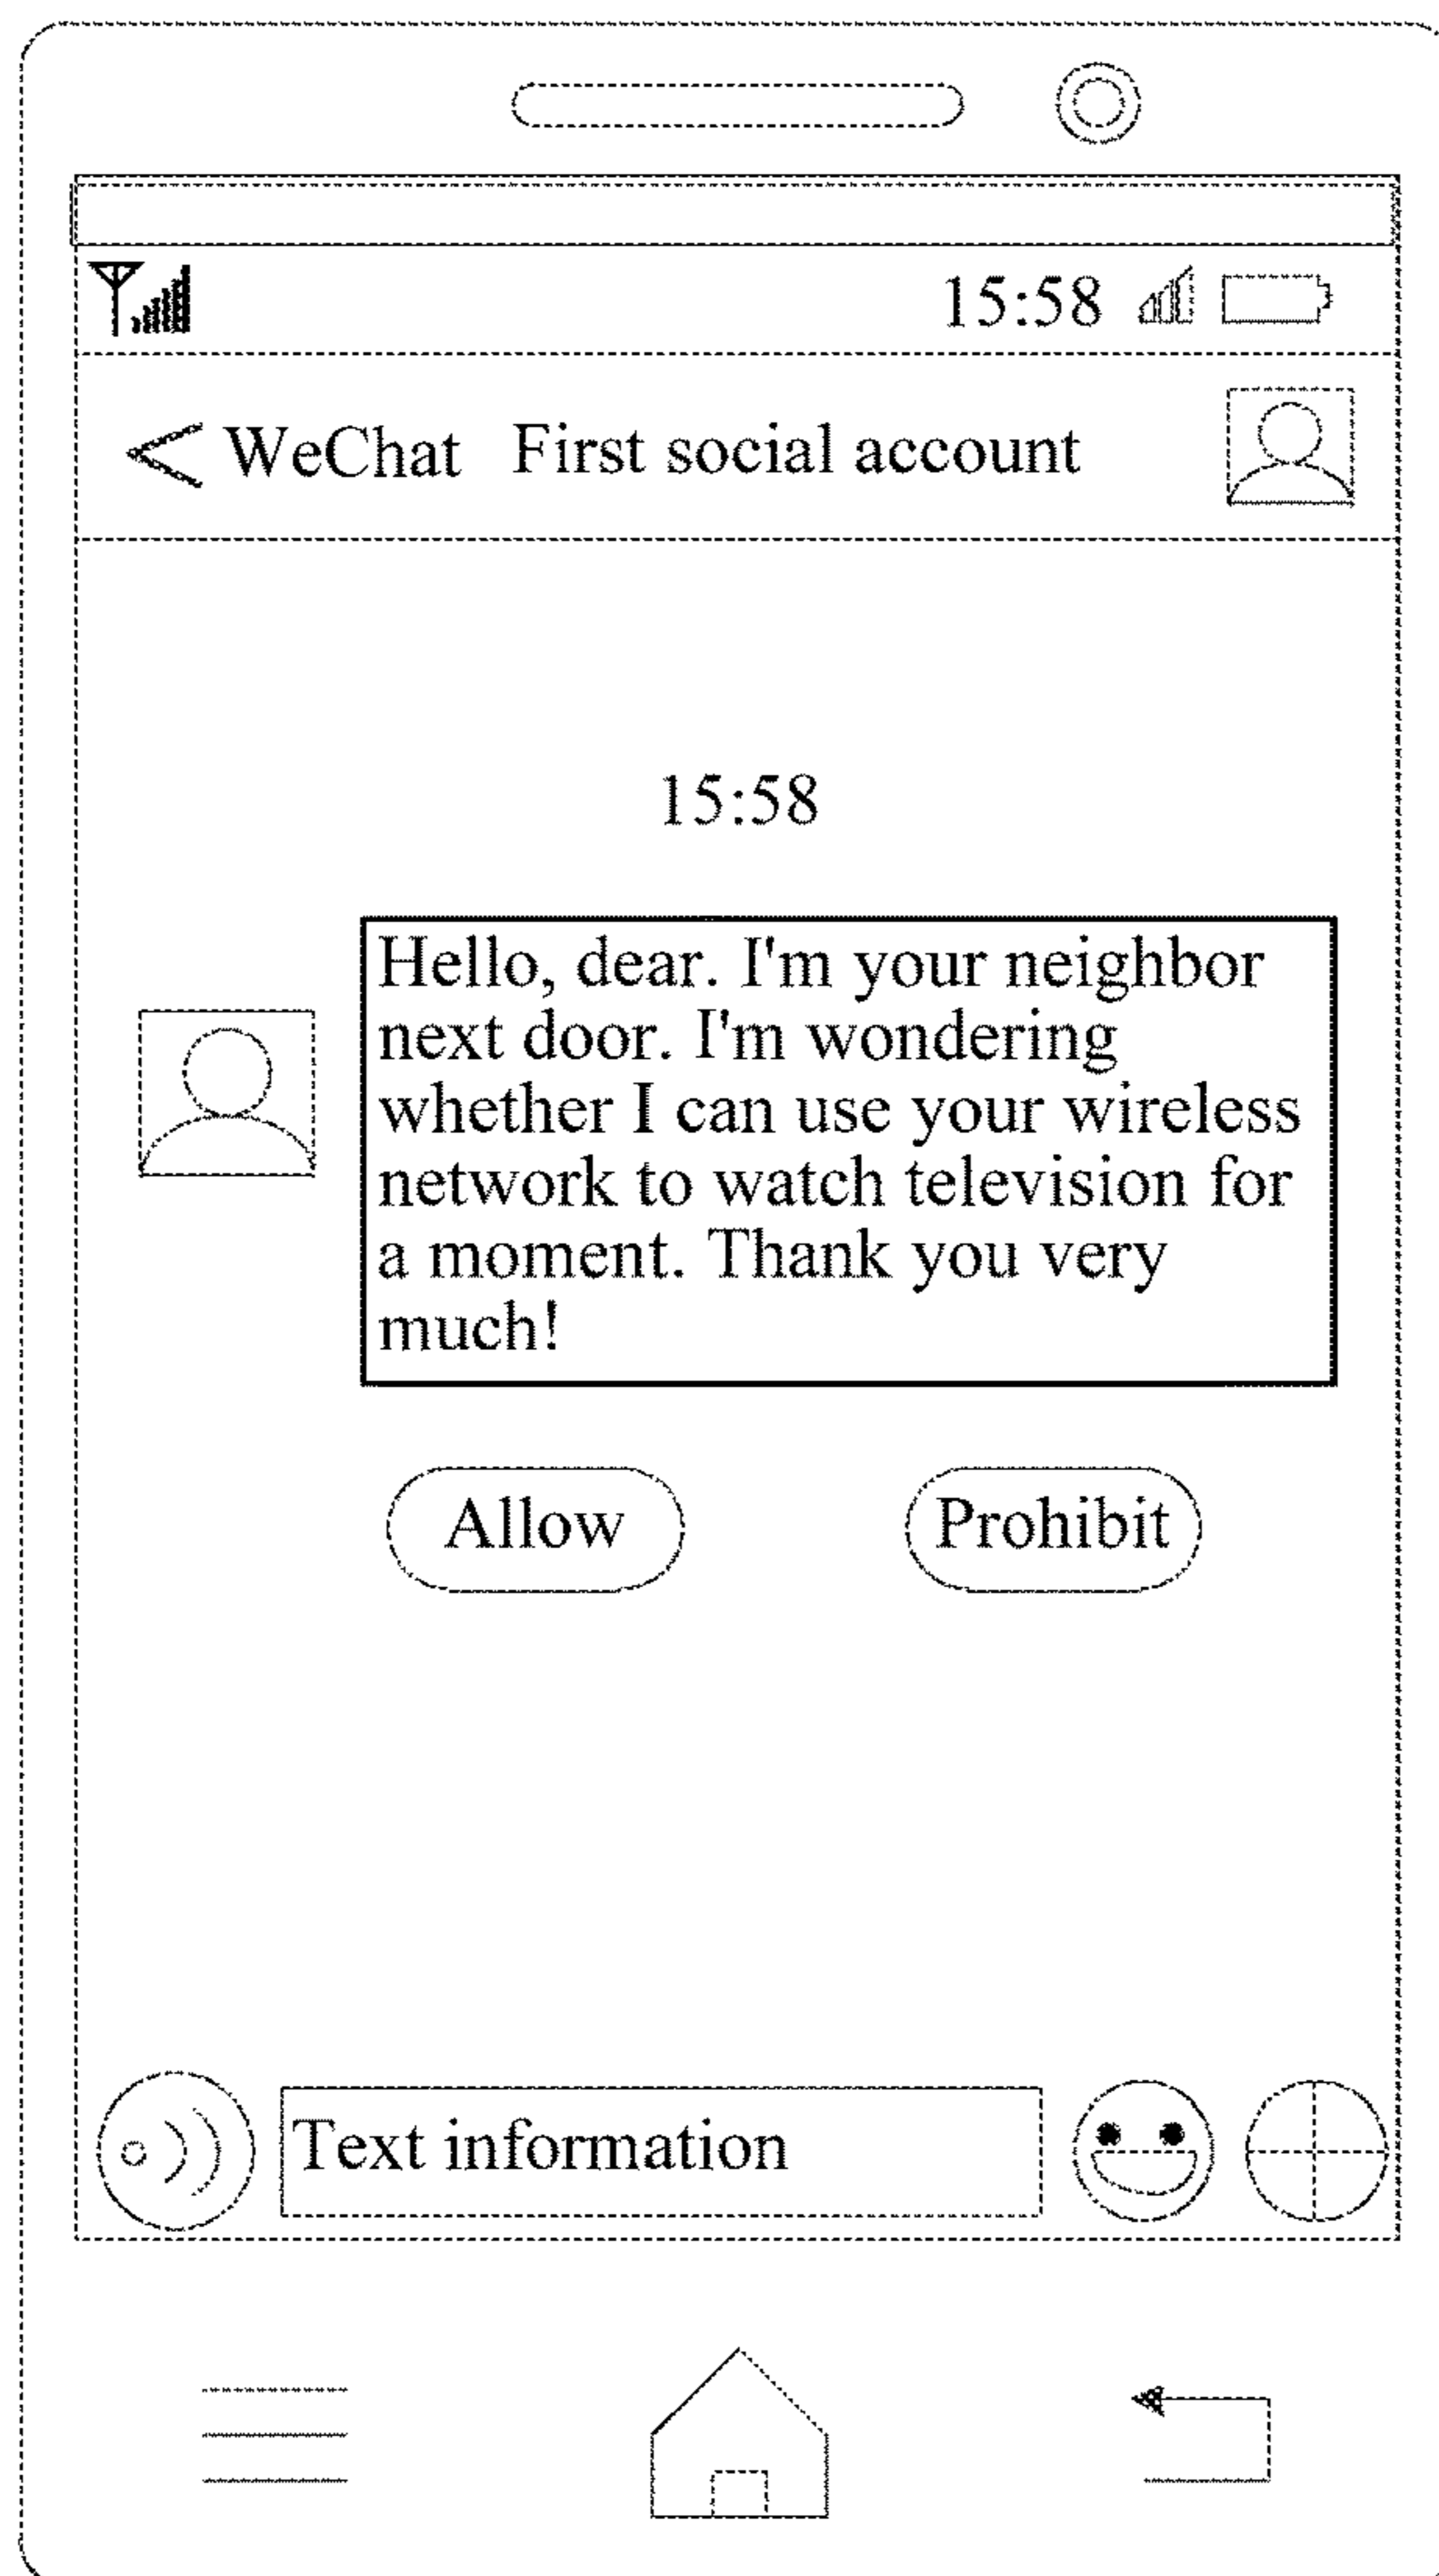 15:58
WeChat First social account
15:58
Hello, dear. I'm your neighbor
next door. I'm wondering
whether I can use your wireless
network to watch television for
a moment. Thank you very
much!
Allow Prohibit
Text information